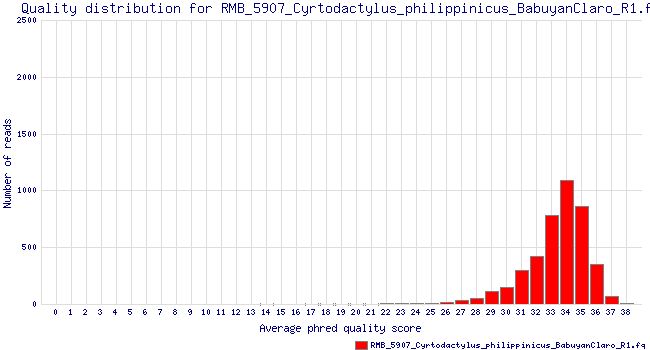 Quality distribution for RMB_5907_Cyrtodactylus_philippinicus_BabuyanClaro_R1.f
2500
2000
1500
1000
500
0
Number of reads
0 1 2 3 4 5 6 7 8 9 10 11 12 13 14 15 16 17 18 19 20 21 22 23 24 25 26 27 28 29 30 31 32 33 34 35 36 37 38
Average phred quality score
RMB_5907_Cyrtodactylus_philippinicus_BabuyanClaro_R1.fq